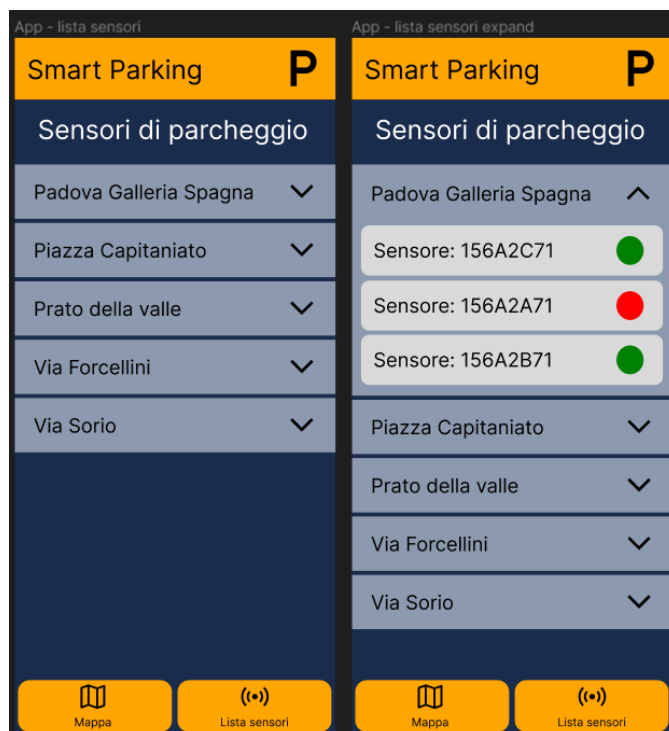 App - lista sensori
Smart Parking P
Sensori di parcheggio
Padova Galleria Spagna
Piazza Capitaniato
Prato della valle
Via Forcellini
Via Sorio
Mappa
Lista sensori
App - lista sensori expand
Smart Parking P
Sensori di parcheggio
Padova Galleria Spagna
Sensore: 156A2C71
Sensore: 156A2A71
Sensore: 156A2B71
Piazza Capitaniato
Prato della valle
Via Forcellini
Via Sorio
Mappa
Lista sensori